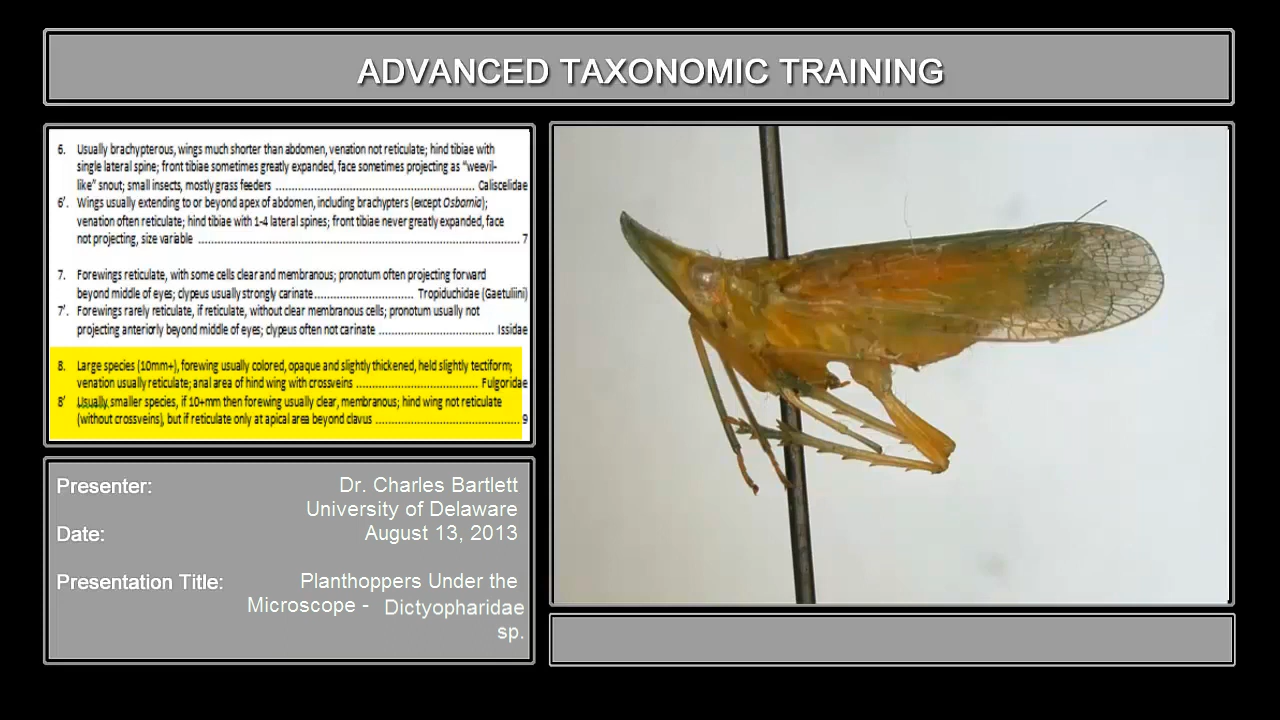 ADVANCED TAXONOMIC TRAINING
6. Usually brachypterous, wings much shorter than abdomen, venation not reticulate; hind tibiae with
single lateral spine; front tibiae sometimes greatly expanded, face sometimes projecting as “weevil-
like” snout; small insects, mostly grass feeders ........................................................ Caliscelidae
6’. Wings usually extending to or beyond apex of abdomen, including brachypters (except Osbornia);
venation often reticulate; hind tibiae with 1-4 lateral spines; front tibiae never greatly expanded, face
not projecting, size variable ........................................................................................... 7
7. Forewings reticulate, with some cells clear and membranous; pronotum often projecting forward
beyond middle of eyes; clypeus usually strongly carinate ............................ Tropiduchidae (Gaetuliini)
7’. Forewings rarely reticulate, if reticulate, without clear membranous cells; pronotum usually not
projecting anteriorly beyond middle of eyes; clypeus often not carinate ................................. Issidae
8. Large species (10mm+), forewing usually colored, opaque and slightly thickened, held slightly tectiform;
venation usually reticulate; anal area of hind wing with crossveins .................................. Fulgoridae
8’ Usually smaller species, if 10+mm then forewing usually clear, membranous; hind wing not reticulate
(without crossveins), but if reticulate only at apical area beyond clavus ......................................... 9
Presenter: Dr. Charles Bartlett
University of Delaware
Date: August 13, 2013
Presentation Title: Planthoppers Under the
Microscope - Dictyopharidae
sp.